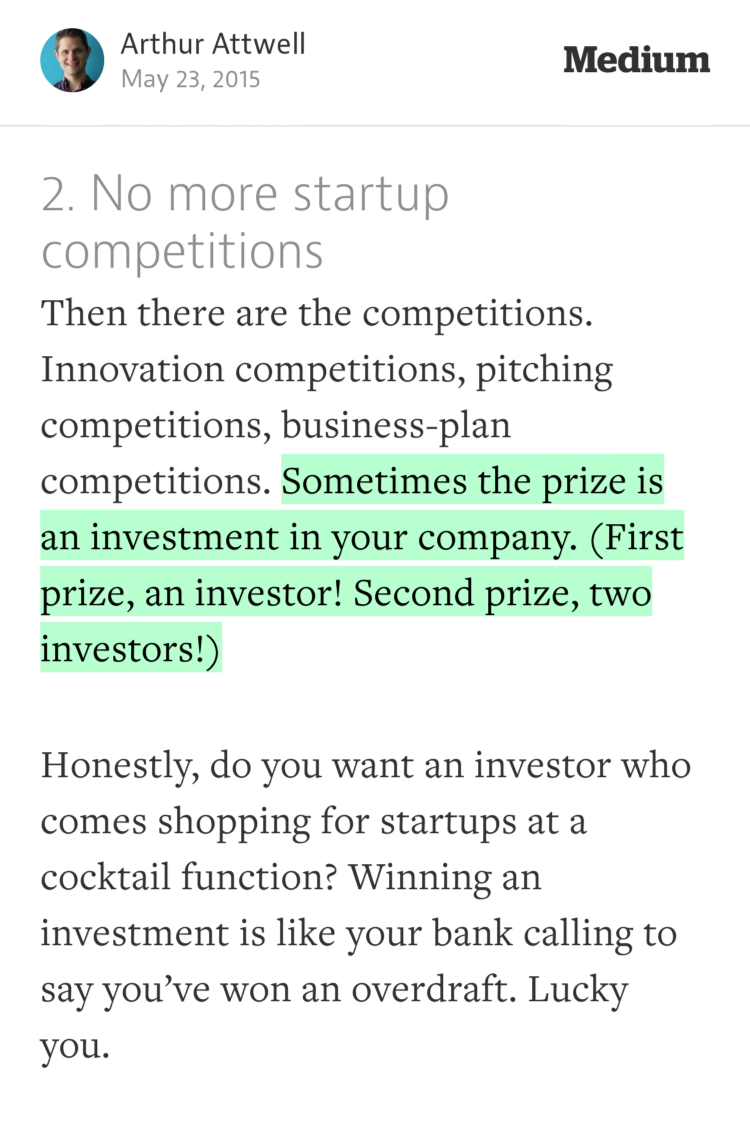 Arthur Attwell
May 23, 2015
Medium
2. No more startup
competitions
Then there are the competitions.
Innovation competitions, pitching
competitions, business-plan
competitions. Sometimes the prize is
an investment in your company. (First
prize, an investor! Second prize, two
investors!)
Honestly, do you want an investor who
comes shopping for startups at a
cocktail function? Winning an
investment is like your bank calling to
say you’ve won an overdraft. Lucky
you.